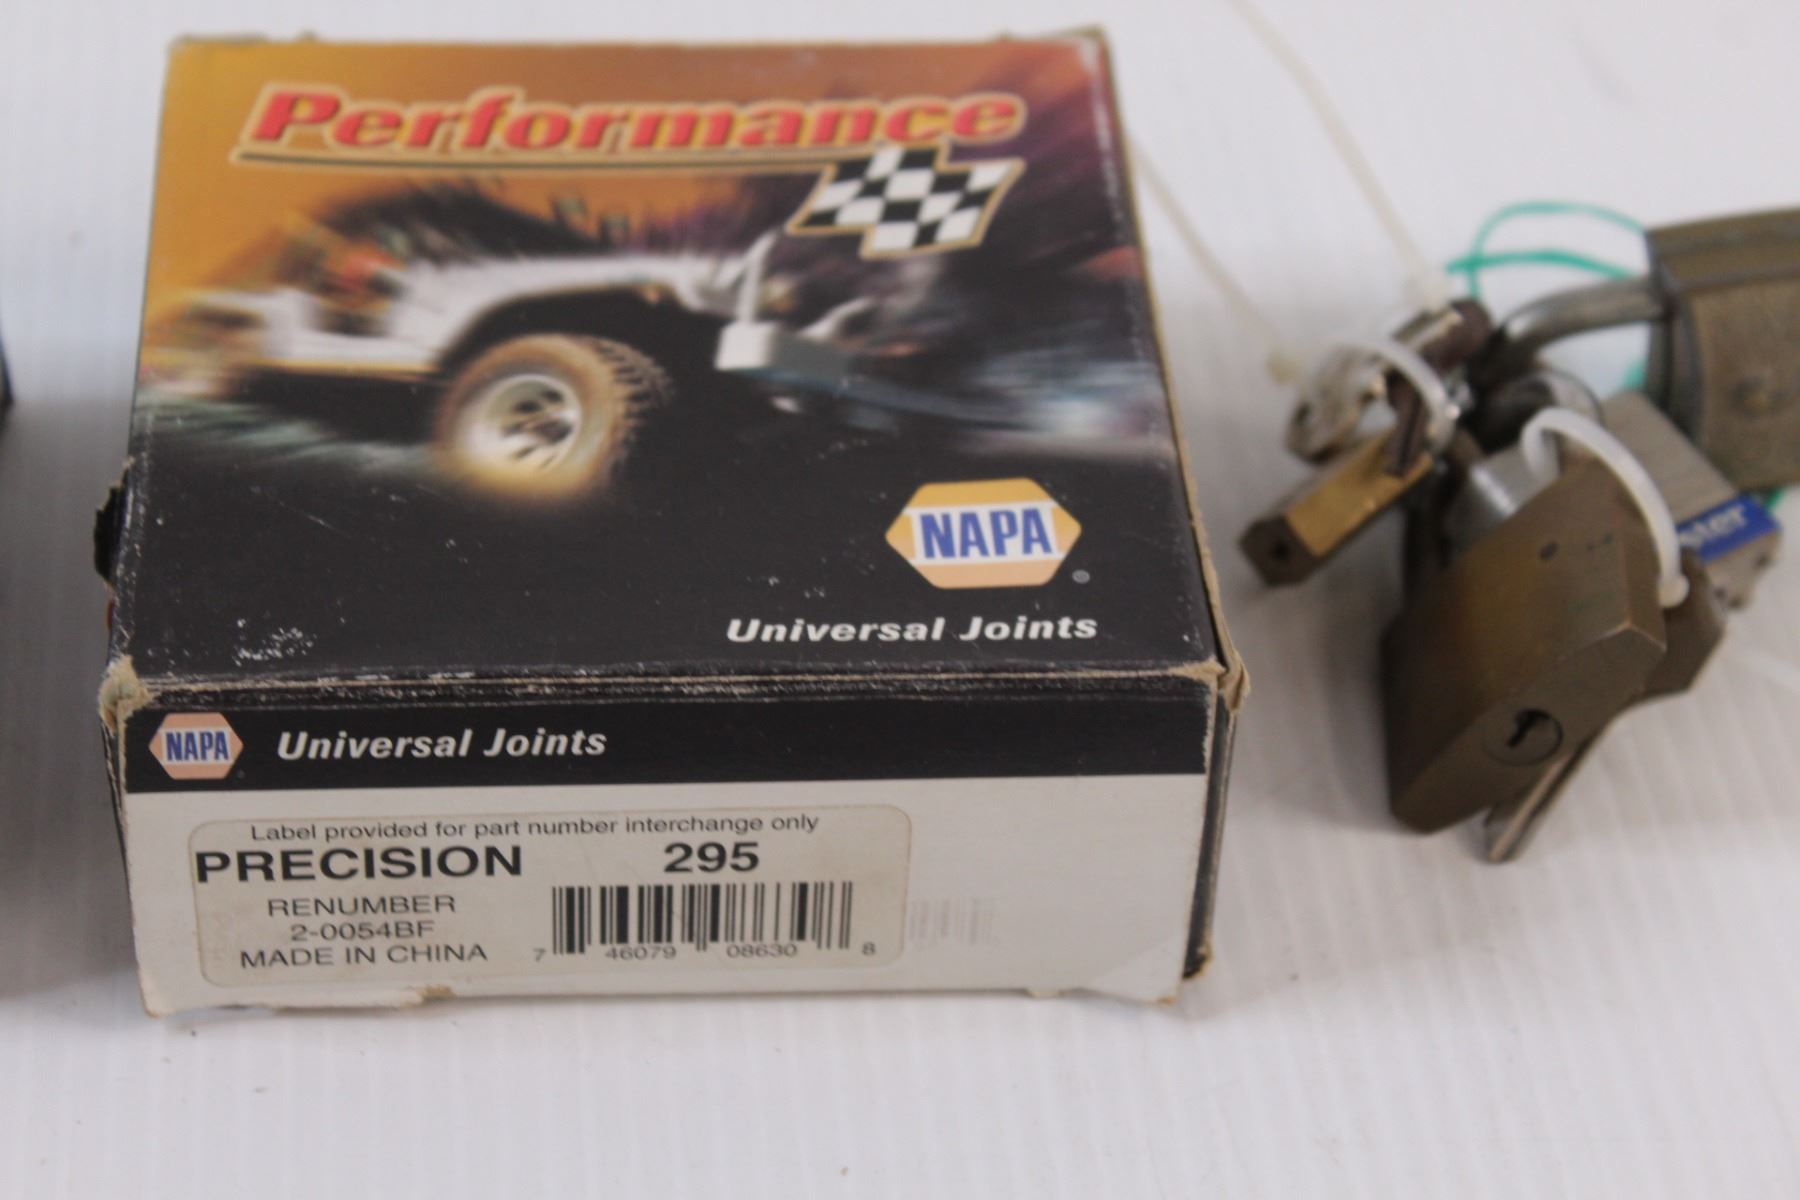 Performance
NAPA
®
Universal Joints
NAPA Universal Joints
Label provided for part number interchange only
PRECISION 295
RENUMBER
2-0054BF
MADE IN CHINA
7 46079 08630 8